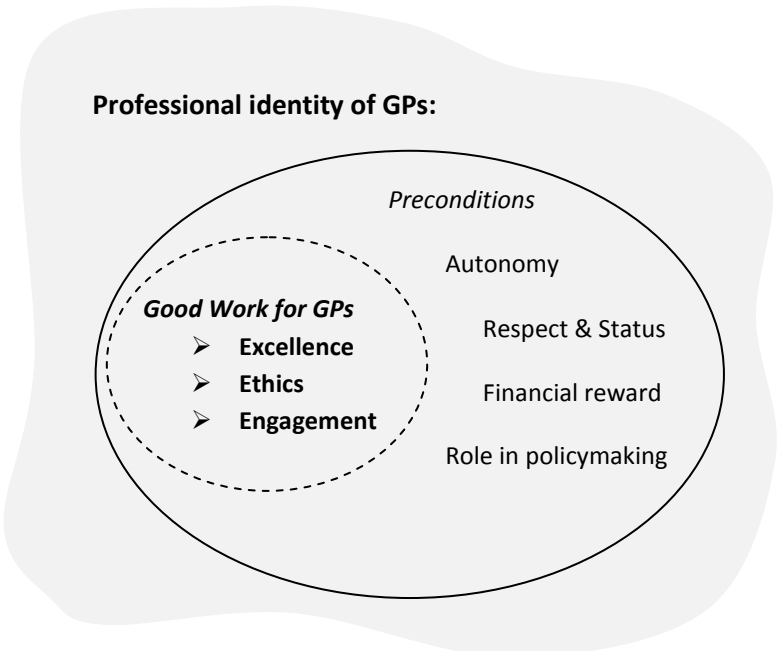 Professional identity of GPs:
Preconditions
Autonomy
Good Work for GPs
➢ Excellence
➢ Ethics
➢ Engagement
Respect & Status
Financial reward
Role in policymaking